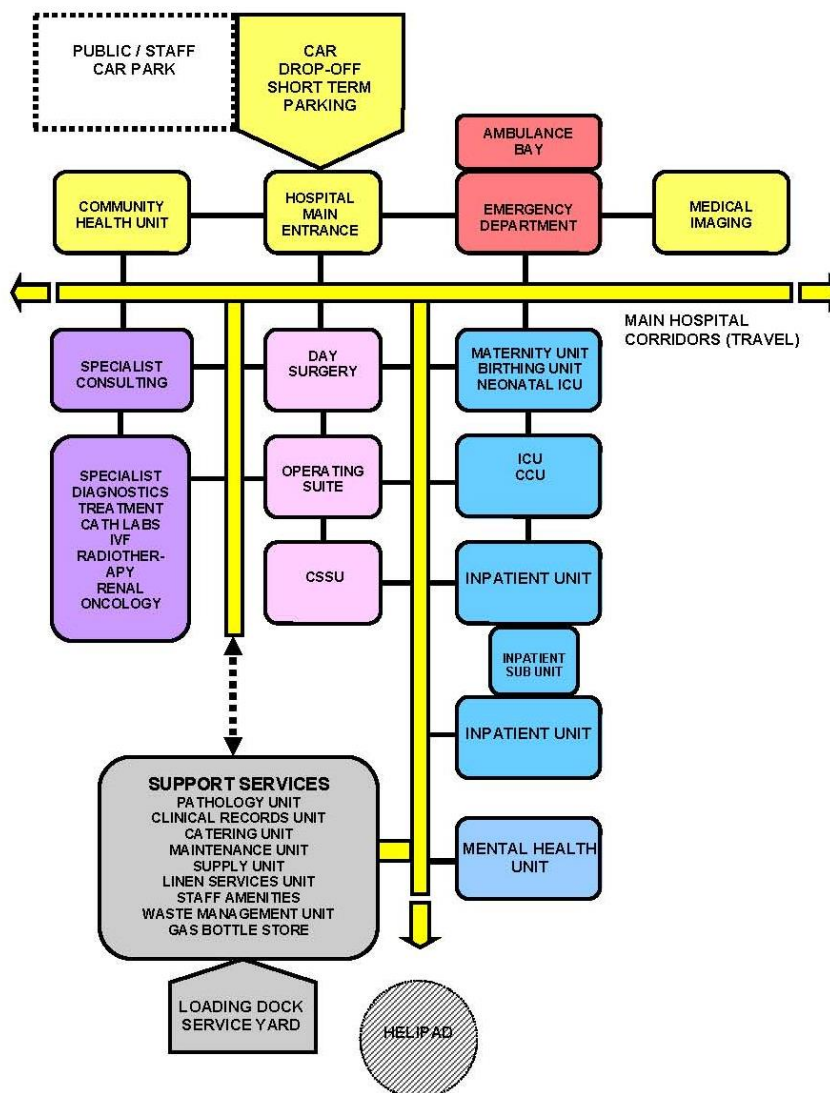 PUBLIC / STAFF
CAR PARK
CAR
DROP-OFF
SHORT TERM
PARKING
AMBULANCE
BAY
COMMUNITY
HEALTH UNIT
HOSPITAL
MAIN
ENTRANCE
EMERGENCY
DEPARTMENT
MEDICAL
IMAGING
MAIN HOSPITAL
CORRIDORS (TRAVEL)
SPECIALIST
CONSULTING
DAY
SURGERY
MATERNITY UNIT
BIRTHING UNIT
NEONATAL ICU
SPECIALIST
DIAGNOSTICS
TREATMENT
CATH LABS
IVF
RADIOTHER-
APY
RENAL
ONCOLOGY
OPERATING
SUITE
ICU
CCU
CSSU
INPATIENT UNIT
INPATIENT
SUB UNIT
INPATIENT UNIT
SUPPORT SERVICES
PATHOLOGY UNIT
CLINICAL RECORDS UNIT
CATERING UNIT
MAINTENANCE UNIT
SUPPLY UNIT
LINEN SERVICES UNIT
STAFF AMENITIES
WASTE MANAGEMENT UNIT
GAS BOTTLE STORE
MENTAL HEALTH
UNIT
LOADING DOCK
SERVICE YARD
HELIPAD